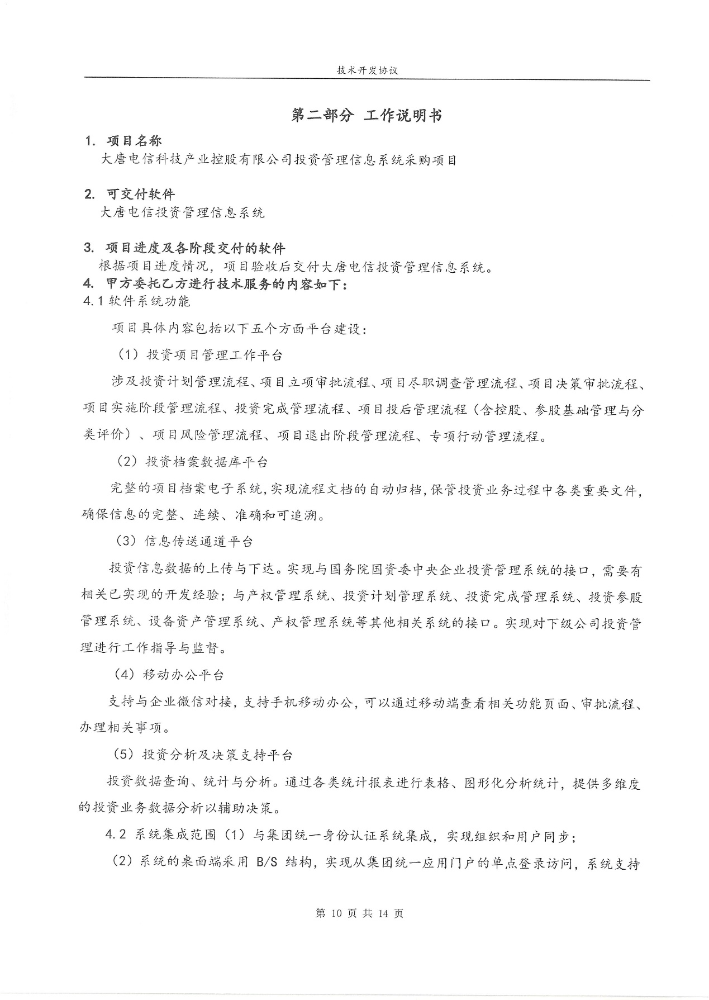 技术开发协议
第二部分 工作说明书
1. 项目名称
大唐电信科技产业控股有限公司投资管理信息系统采购项目
2. 可交付软件
大唐电信投资管理信息系统
3. 项目进度及各阶段交付的软件
根据项目进度情况，项目验收后交付大唐电信投资管理信息系统。
4. 甲方委托乙方进行技术服务的内容如下：
4.1 软件系统功能
项目具体内容包括以下五个方面平台建设：
（1）投资项目管理工作平台
涉及投资计划管理流程、项目立项审批流程、项目尽职调查管理流程、项目决策审批流程、
项目实施阶段管理流程、投资完成管理流程、项目投后管理流程（含控股、参股基础管理与分
类评价）、项目风险管理流程、项目退出阶段管理流程、专项行动管理流程。
（2）投资档案数据库平台
完整的项目档案电子系统，实现流程文档的自动归档，保管投资业务过程中各类重要文件，
确保信息的完整、连续、准确和可追溯。
（3）信息传送通道平台
投资信息数据的上传与下达。实现与国务院国资委中央企业投资管理系统的接口，需要有
相关已实现的开发经验；与产权管理系统、投资计划管理系统、投资完成管理系统、投资参股
管理系统、设备资产管理系统、产权管理系统等其他相关系统的接口。实现对下级公司投资管
理进行工作指导与监督。
（4）移动办公平台
支持与企业微信对接，支持手机移动办公，可以通过移动端查看相关功能页面、审批流程、
办理相关事项。
（5）投资分析及决策支持平台
投资数据查询、统计与分析。通过各类统计报表进行表格、图形化分析统计，提供多维度
的投资业务数据分析以辅助决策。
4.2 系统集成范围（1）与集团统一身份认证系统集成，实现组织和用户同步；
（2）系统的桌面端采用 B/S 结构，实现从集团统一应用门户的单点登录访问，系统支持
第 10 页 共 14 页